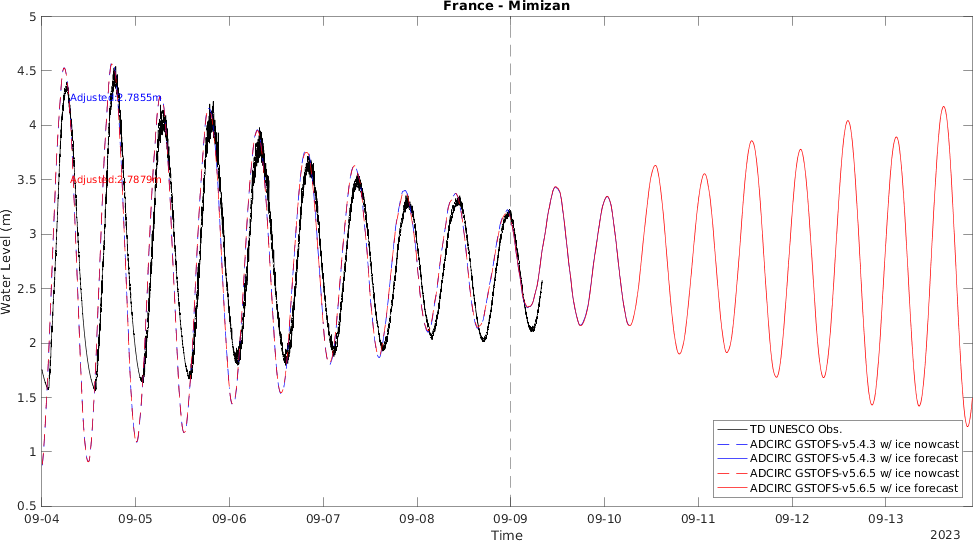 France - Mimizan
5
4.5
4
3.5
3
2.5
2
1.5
1
0.5
Water Level (m)
Adjusted:2.7855m
Adjusted:2.7879m
TD UNESCO Obs.
ADCIRC GSTOFS-v5.4.3 w/ ice nowcast
ADCIRC GSTOFS-v5.4.3 w/ ice forecast
ADCIRC GSTOFS-v5.6.5 w/ ice nowcast
ADCIRC GSTOFS-v5.6.5 w/ ice forecast
09-04 09-05 09-06 09-07 09-08 09-09 09-10 09-11 09-12 09-13
Time
2023